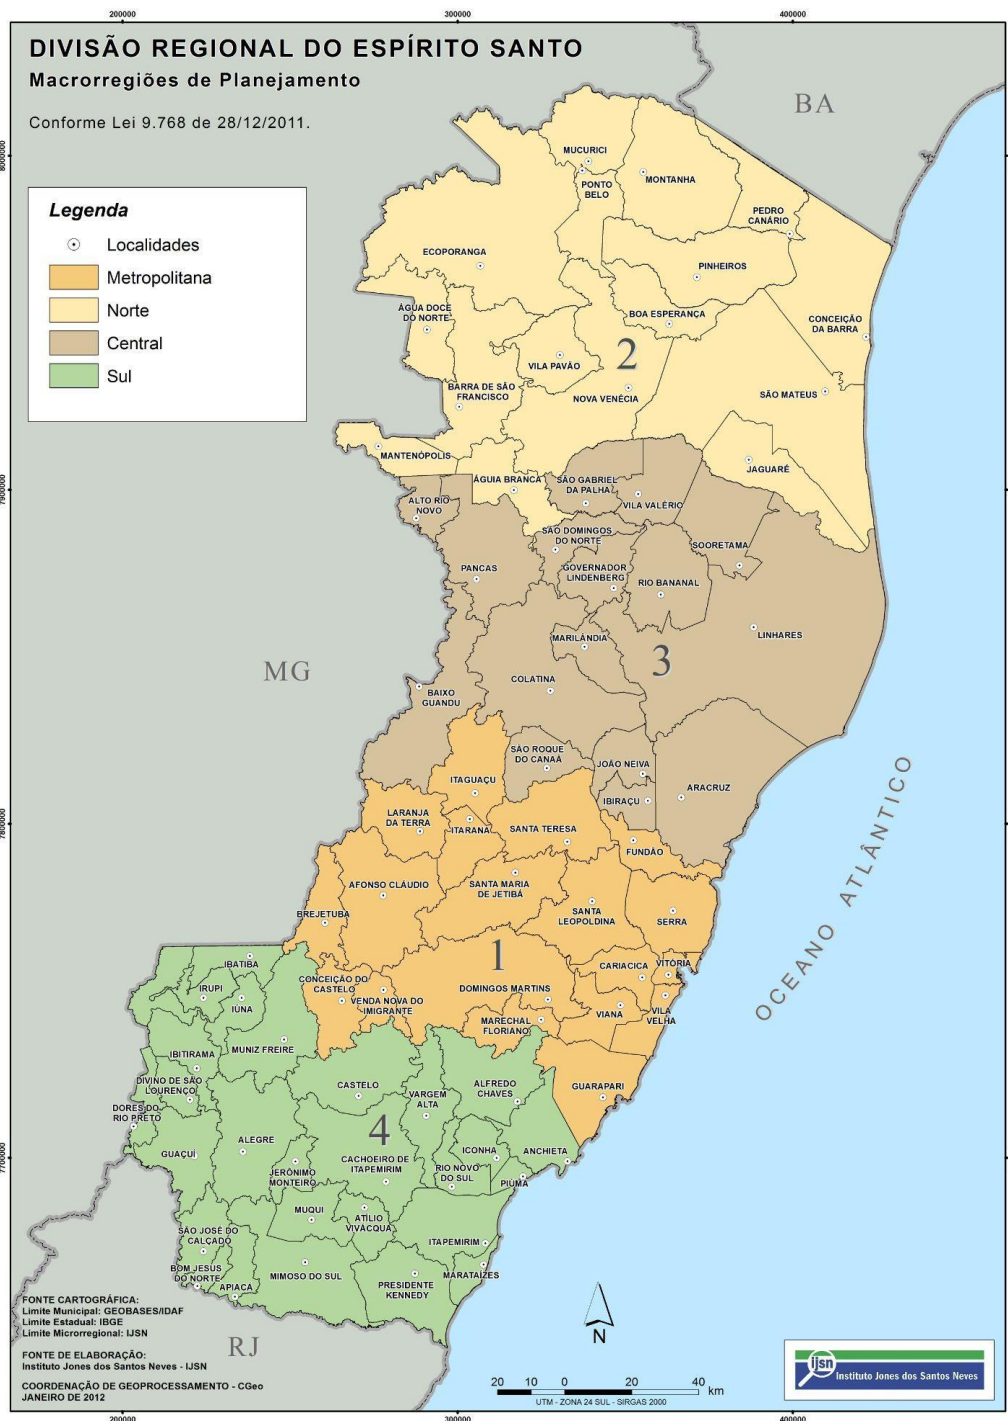 200000
300000
400000
DIVISÃO REGIONAL DO ESPÍRITO SANTO
Macrorregiões de Planejamento
Conforme Lei 9.768 de 28/12/2011.
BA
8000000
Legenda
Localidades
Metropolitana
Norte
Central
Sul
MUCURICI
PONTO
BELO
MONTANHA
PEDRO
CANÁRIO
ECOPORANGA
PINHEIROS
ÁGUA DOCE
DO NORTE
BOA ESPERANÇA
CONCEIÇÃO
DA BARRA
2
VILA PAVÃO
BARRA DE SÃO
FRANCISCO
NOVA VENÉCIA
SÃO MATEUS
MANTENÓPOLIS
JAGUARÉ
7900000
ÁGUIA BRANCA
SÃO GABRIEL
DA PALHA
ALTO RIO
NOVO
VILA VALÉRIO
SÃO DOMINGOS
DO NORTE
SOORETAMA
PANCAS
GOVERNADOR
LINDENBERG
RIO BANANAL
MARILÂNDIA
LINHARES
3
MG
COLATINA
BAIXO
GUANDU
SÃO ROQUE
DO CANAÃ
JOÃO NEIVA
ITAGUAÇU
ARACRUZ
IBIRAÇU
7800000
LARANJA
DA TERRA
ITARANA
SANTA TERESA
FUNDÃO
OCEANO ATLÂNTICO
AFONSO CLÁUDIO
SANTA MARIA
DE JETIBÁ
BREJETUBA
SANTA
LEOPOLDINA
SERRA
1
IBATIBA
CARIACICA
VITÓRIA
CONCEIÇÃO DO
CASTELO
IRUPI
IÚNA
VENDA NOVA DO
IMIGRANTE
DOMINGOS MARTINS
VIANA
VILA
VELHA
MARECHAL
FLORIANO
MUNIZ FREIRE
IBITIRAMA
DIVINO DE SÃO
LOURENÇO
CASTELO
VARGEM
ALTA
ALFREDO
CHAVES
GUARAPARI
DORES DO
RIO PRETO
4
ALEGRE
GUAÇUÍ
7700000
CACHOEIRO DE
ITAPEMIRIM
ICONHA
ANCHIETA
JERÔNIMO
MONTEIRO
RIO NOVO
DO SUL
PIÚMA
MUQUI
ATÍLIO
VIVÁCQUA
SÃO JOSÉ DO
CALÇADO
ITAPEMIRIM
BOM JESUS
DO NORTE
MIMOSO DO SUL
MARATAÍZES
APIACÁ
PRESIDENTE
KENNEDY
RJ
FONTE CARTOGRÁFICA:
Limite Municipal: GEOBASES/IDAF
Limite Estadual: IBGE
Limite Microrregional: IJSN
FONTE DE ELABORAÇÃO:
Instituto Jones dos Santos Neves - IJSN
COORDENAÇÃO DE GEOPROCESSAMENTO - CGeo
JANEIRO DE 2012
N
20 10 0 20 40 km
UTM - ZONA 24 SUL - SIRGAS 2000
ijsn
Instituto Jones dos Santos Neves
200000
300000
400000